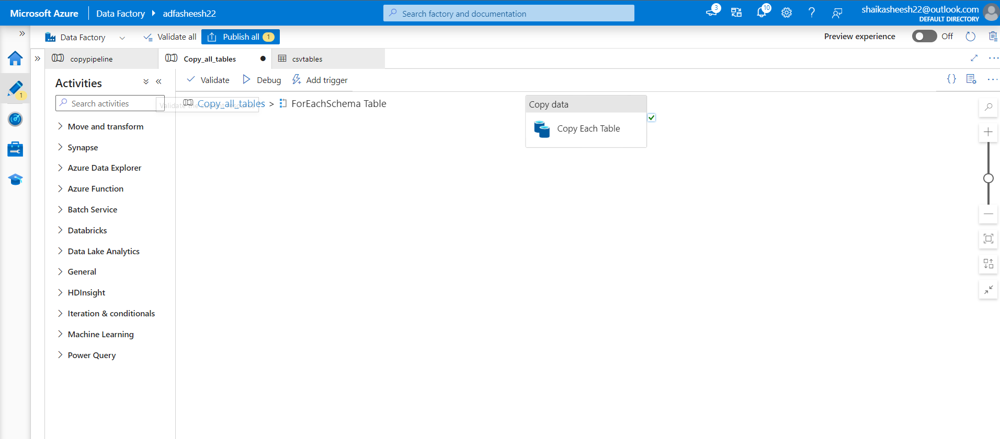 Microsoft Azure Data Factory adfasheesh22 Search factory and documentation 3 10 shaikasheesh22@outlook.com
DEFAULT DIRECTORY
Data Factory Validate all Publish all 1 Preview experience Off
copypipeline Copy_all_tables csvtables
Activities Validate Debug Add trigger
1
Search activities Copy_all_tables > ForEachSchema Table
Validate the current resource
Copy data
Copy Each Table
Move and transform
Synapse
Azure Data Explorer
Azure Function
Batch Service
Databricks
Data Lake Analytics
General
HDInsight
Iteration & conditionals
Machine Learning
Power Query